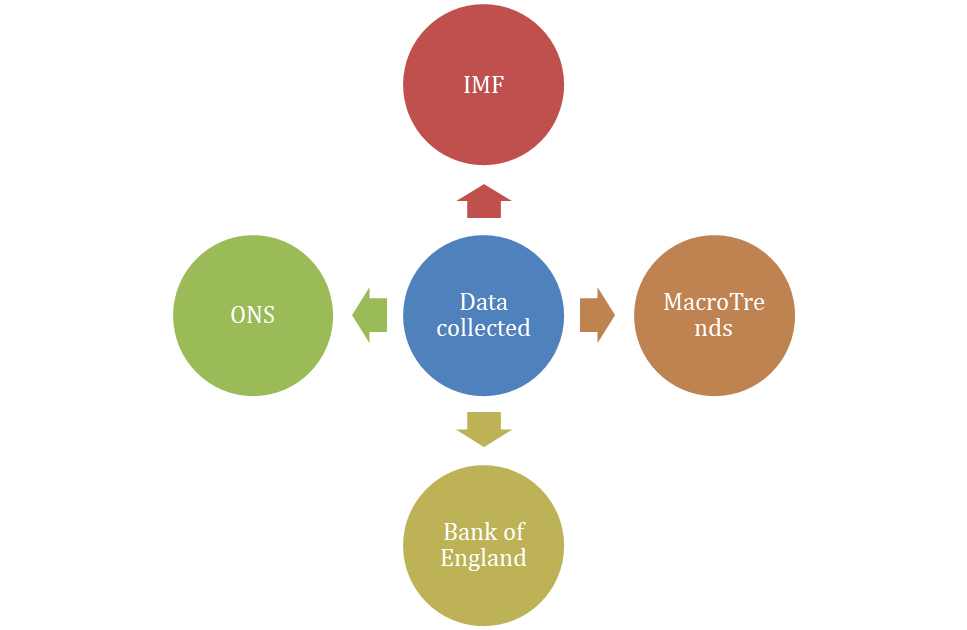 IMF
ONS
Data
collected
MacroTre
nds
Bank of
England